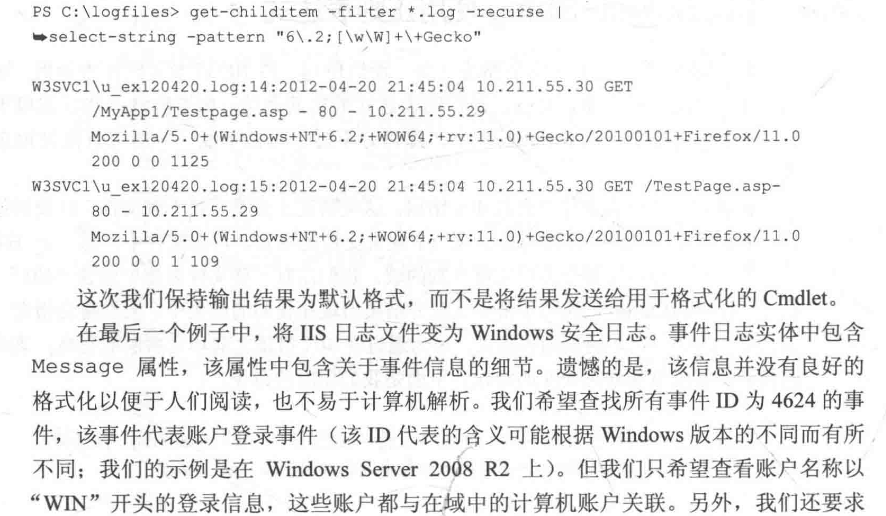 PS C:\logfiles> get-childitem -filter *.log -recurse |
➥select-string -pattern "6\.2;[\w\W]+\+Gecko"
W3SVC1\u_ex120420.log:14:2012-04-20 21:45:04 10.211.55.30 GET
/MyApp1/Testpage.asp - 80 - 10.211.55.29
Mozilla/5.0+(Windows+NT+6.2;+WOW64;+rv:11.0)+Gecko/20100101+Firefox/11.0
200 0 0 1125
W3SVC1\u_ex120420.log:15:2012-04-20 21:45:04 10.211.55.30 GET /TestPage.asp-
80 - 10.211.55.29
Mozilla/5.0+(Windows+NT+6.2;+WOW64;+rv:11.0)+Gecko/20100101+Firefox/11.0
200 0 0 1 109
这次我们保持输出结果为默认格式，而不是将结果发送给用于格式化的 Cmdlet。
在最后一个例子中，将 IIS 日志文件变为 Windows 安全日志。事件日志实体中包含
Message 属性，该属性中包含关于事件信息的细节。遗憾的是，该信息并没有良好的
格式化以便于人们阅读，也不易于计算机解析。我们希望查找所有事件 ID 为 4624 的事
件，该事件代表账户登录事件（该 ID 代表的含义可能根据 Windows 版本的不同而有所
不同；我们的示例是在 Windows Server 2008 R2 上）。但我们只希望查看账户名称以
“WIN”开头的登录信息，这些账户都与在域中的计算机账户关联。另外，我们还要求